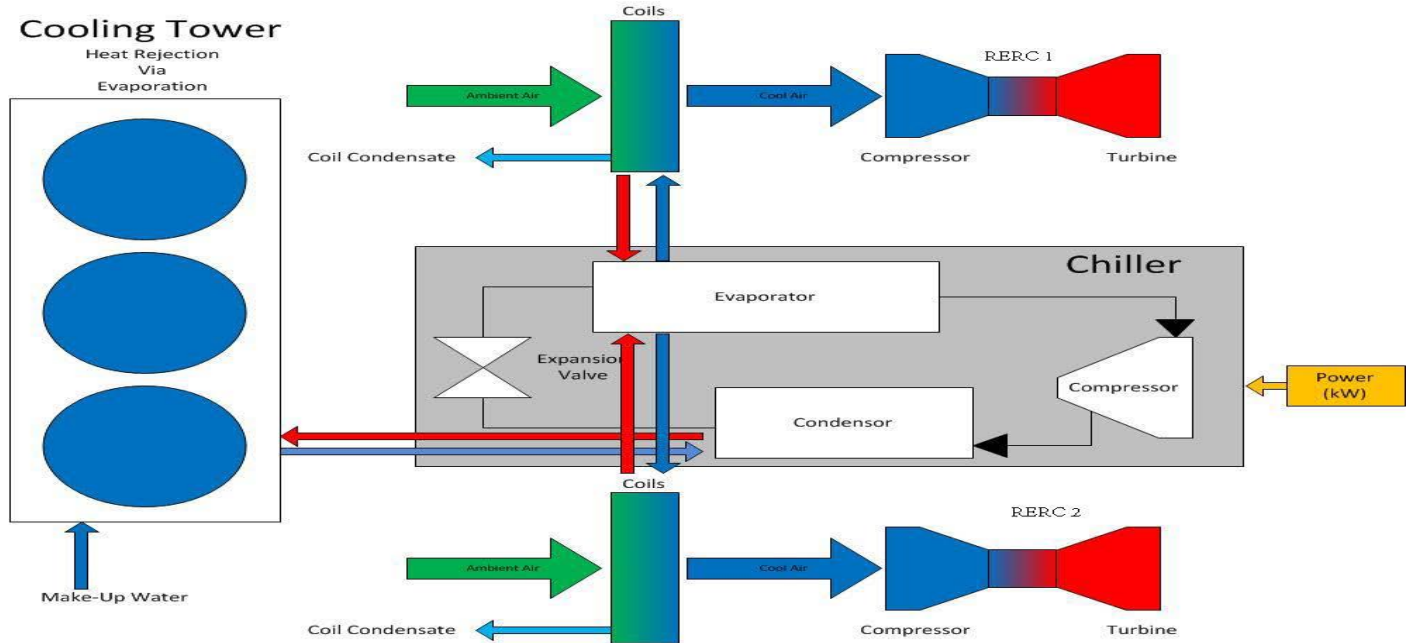 Cooling Tower
Heat Rejection
Via
Evaporation
Make-Up Water
Coils
Ambient Air
Cool Air
Coil Condensate
RERC 1
Compressor
Turbine
Chiller
Evaporator
Expansion
Valve
Compressor
Condensor
Power
(kW)
Coils
Ambient Air
Cool Air
Coil Condensate
RERC 2
Compressor
Turbine